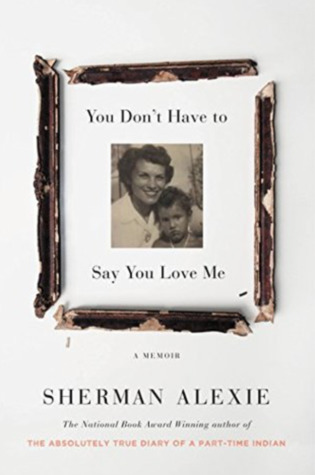 You Don't Have to
Say You Love Me
A MEMOIR
SHERMAN ALEXIE
The National Book Award Winning author of
THE ABSOLUTELY TRUE DIARY OF A PART-TIME INDIAN